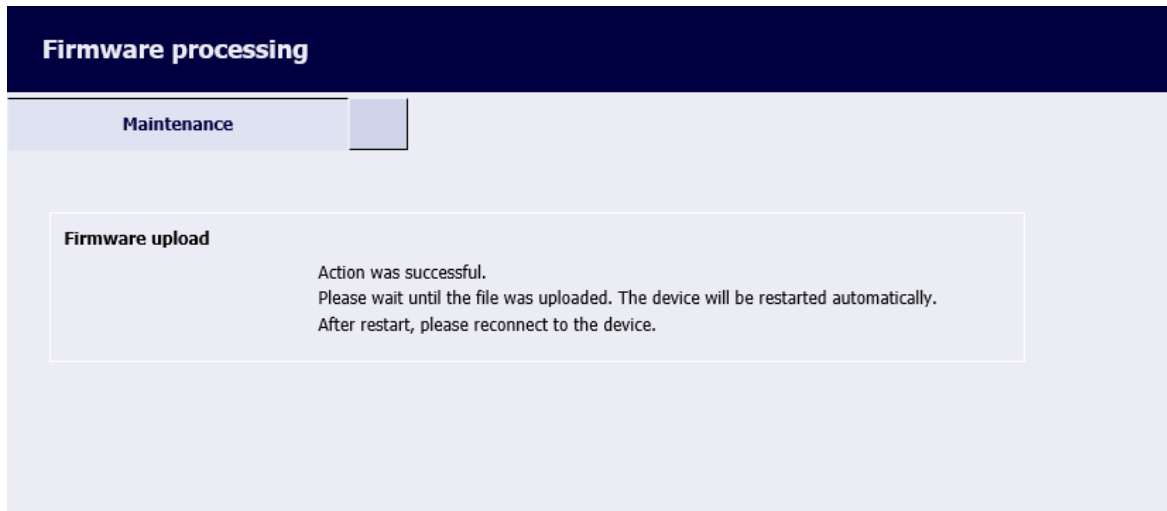 Firmware processing
Maintenance
Firmware upload
Action was successful.
Please wait until the file was uploaded. The device will be restarted automatically.
After restart, please reconnect to the device.